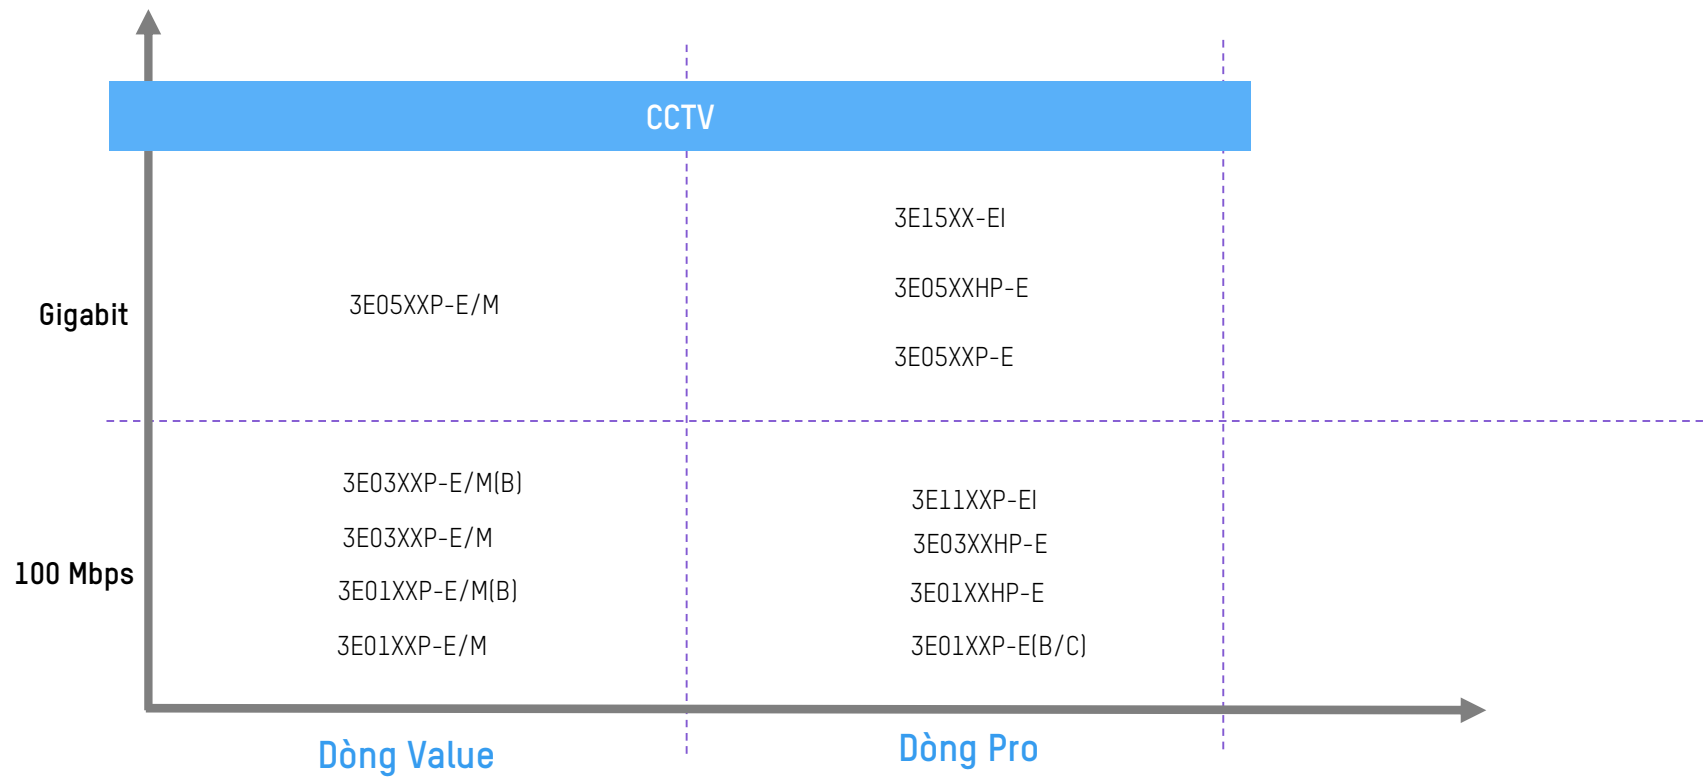 CCTV
Gigabit
3E05XXP-E/M
3E15XX-EI
3E05XXHP-E
3E05XXP-E
100 Mbps
3E03XXP-E/M(B)
3E03XXP-E/M
3E01XXP-E/M(B)
3E01XXP-E/M
3E11XXP-EI
3E03XXHP-E
3E01XXHP-E
3E01XXP-E(B/C)
Dòng Value
Dòng Pro